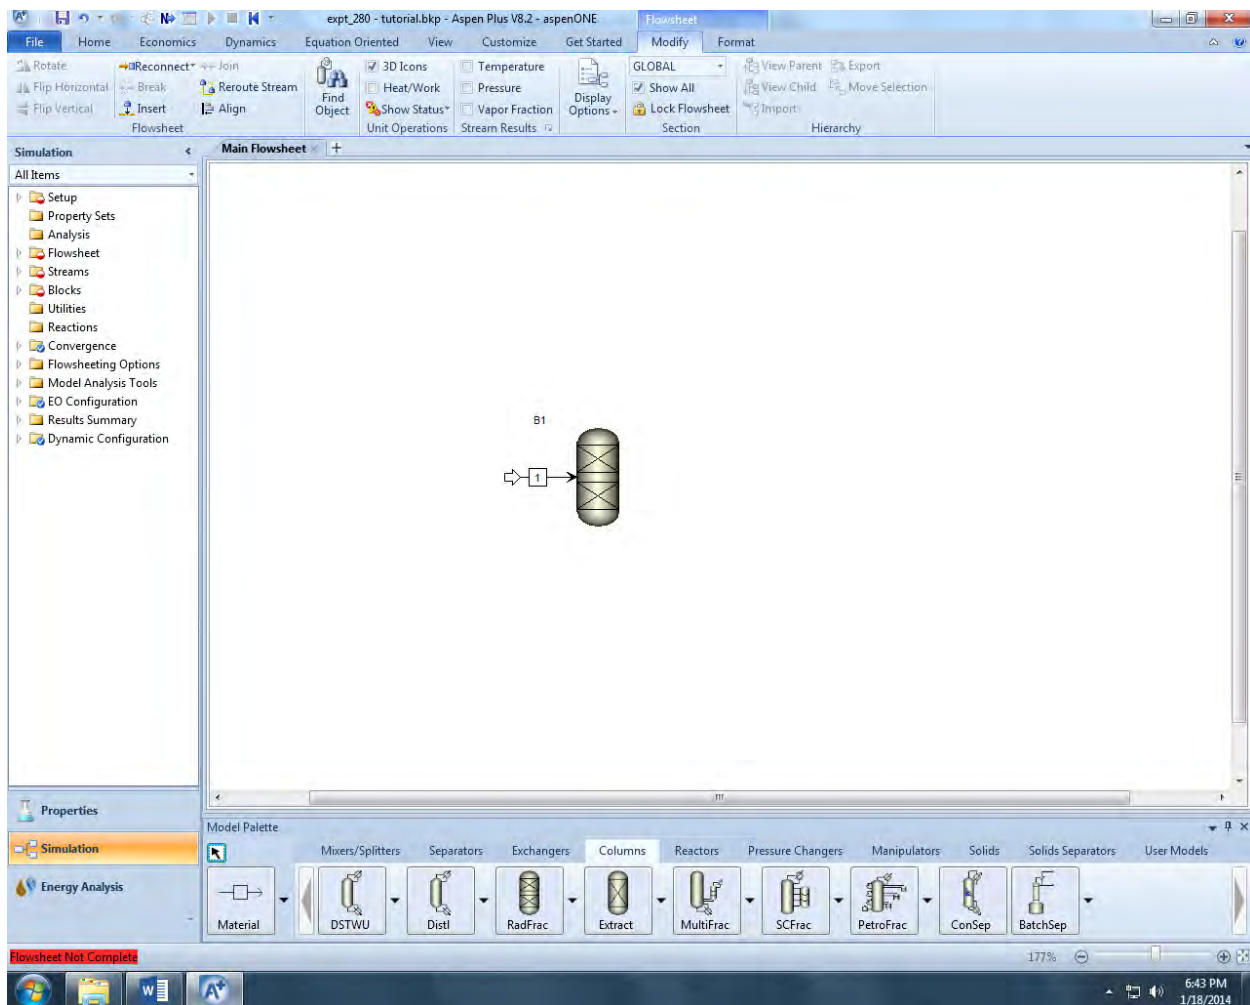 expt_280 - tutorial.bkp - Aspen Plus V8.2 - aspenONE
Flowsheet
File Home Economics Dynamics Equation Oriented View Customize Get Started Modify Format
Rotate Reconnect Join 3D Icons Temperature GLOBAL View Parent Export
Flip Horizontal Break Reroute Stream Find Object Heat/Work Pressure Display Options Show All View Child Move Selection
Flip Vertical Insert Align Show Status Vapor Fraction Lock Flowsheet Import
Flowsheet Unit Operations Stream Results Section Hierarchy
Simulation
Main Flowsheet +
All Items
Setup
Property Sets
Analysis
Flowsheet
Streams
Blocks
Utilities
Reactions
Convergence
Flowsheeting Options
Model Analysis Tools
EO Configuration
Results Summary
Dynamic Configuration
B1
1
Properties
Simulation
Energy Analysis
Model Palette
Mixers/Splitters Separators Exchangers Columns Reactors Pressure Changers Manipulators Solids Solids Separators User Models
Material DSTWU Distl RadFrac Extract MultiFrac SCFrac PetroFrac ConSep BatchSep
Flowsheet Not Complete
177%
6:43 PM
1/18/2014